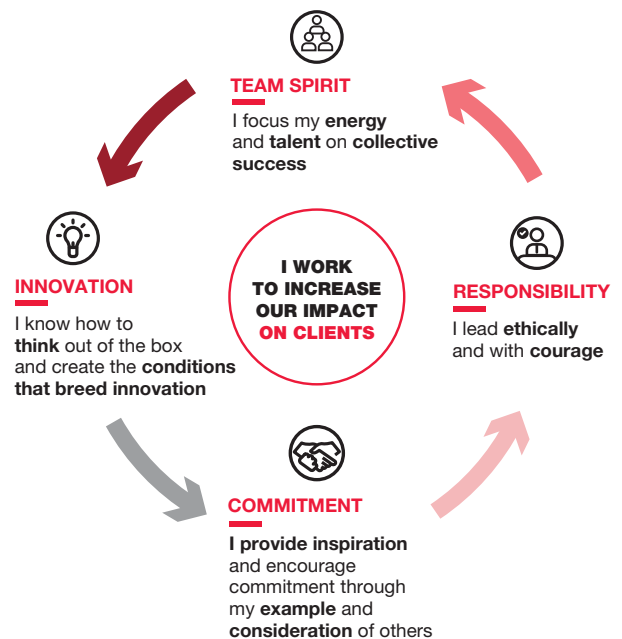 TEAM SPIRIT
I focus my energy
and talent on collective
success
INNOVATION
I know how to
think out of the box
and create the conditions
that breed innovation
I WORK
TO INCREASE
OUR IMPACT
ON CLIENTS
RESPONSIBILITY
I lead ethically
and with courage
COMMITMENT
I provide inspiration
and encourage
commitment through
my example and
consideration of others